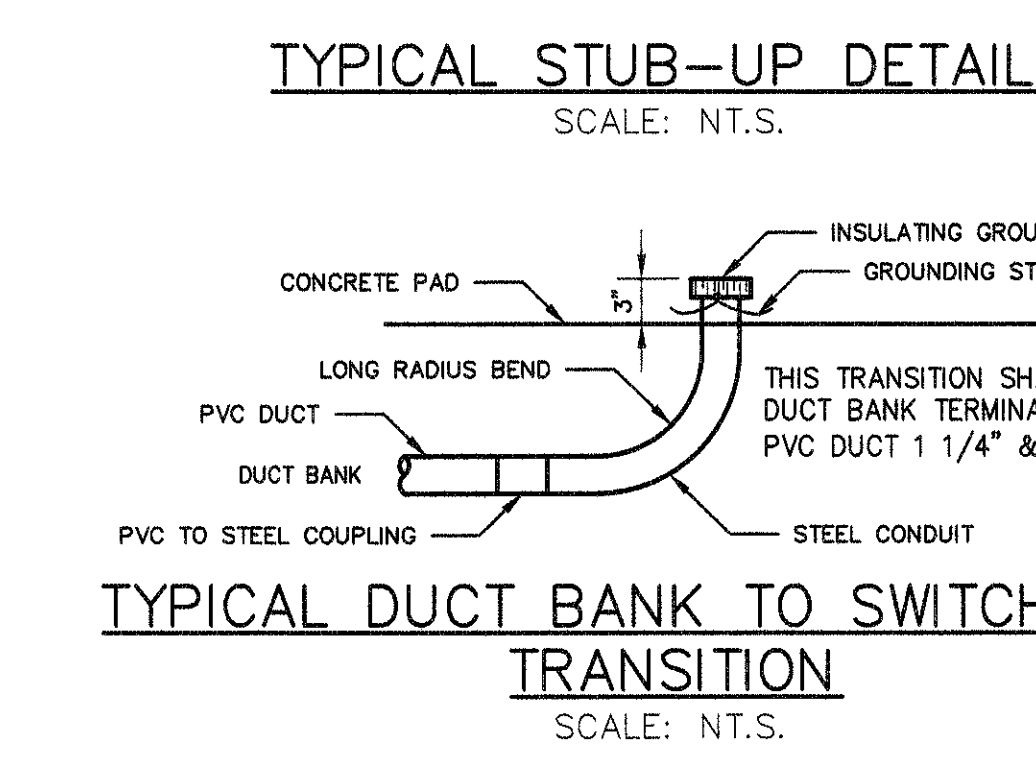 TYPICAL STUB-UP DETAIL
SCALE: NT.S.
INSULATING GROU
CONCRETE PAD
GROUNDING ST
3"
LONG RADIUS BEND
THIS TRANSITION SH
PVC DUCT
DUCT BANK TERMINA
PVC DUCT 1 1/4" &
DUCT BANK
PVC TO STEEL COUPLING
STEEL CONDUIT
TYPICAL DUCT BANK TO SWITCH
TRANSITION
SCALE: NT.S.